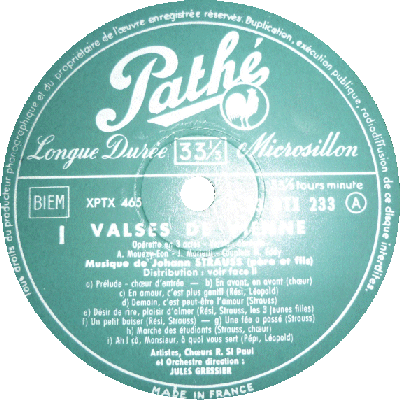 Tous droits du producteur phonographique et du propriétaire de l'œuvre enregistrée réservés. Duplication, exécution publique, radiodiffusion de ce disque interdites.
Pathé
Longue Durée 33⅓ Microsillon
33⅓ tours minute
BIEM XPTX 465 233 A
I VALSES DE VIENNE
Opérette en 3 actes
A. Mouézy-Eon
Musique de Johann STRAUSS (père et fils)
Distribution : voir face II
a) Prélude - chœur d'entrée — b) En avant, en avant (chœur)
c) En amour, c'est plus gentil (Rési, Léopold)
d) Demain, c'est peut-être l'amour (Strauss)
e) Désir de rire, plaisir d'aimer (Rési, Strauss, les 3 jeunes filles)
f) Un petit baiser (Rési, Strauss) — g) Une fée a passé (Strauss)
h) Marche des étudiants (Strauss, chœur)
i) Ah! çà, Monsieur, à quoi vous sert (Pépi, Léopold)
Artistes, Chœurs R. St Paul
et Orchestre direction :
JULES GRESSIER
MADE IN FRANCE